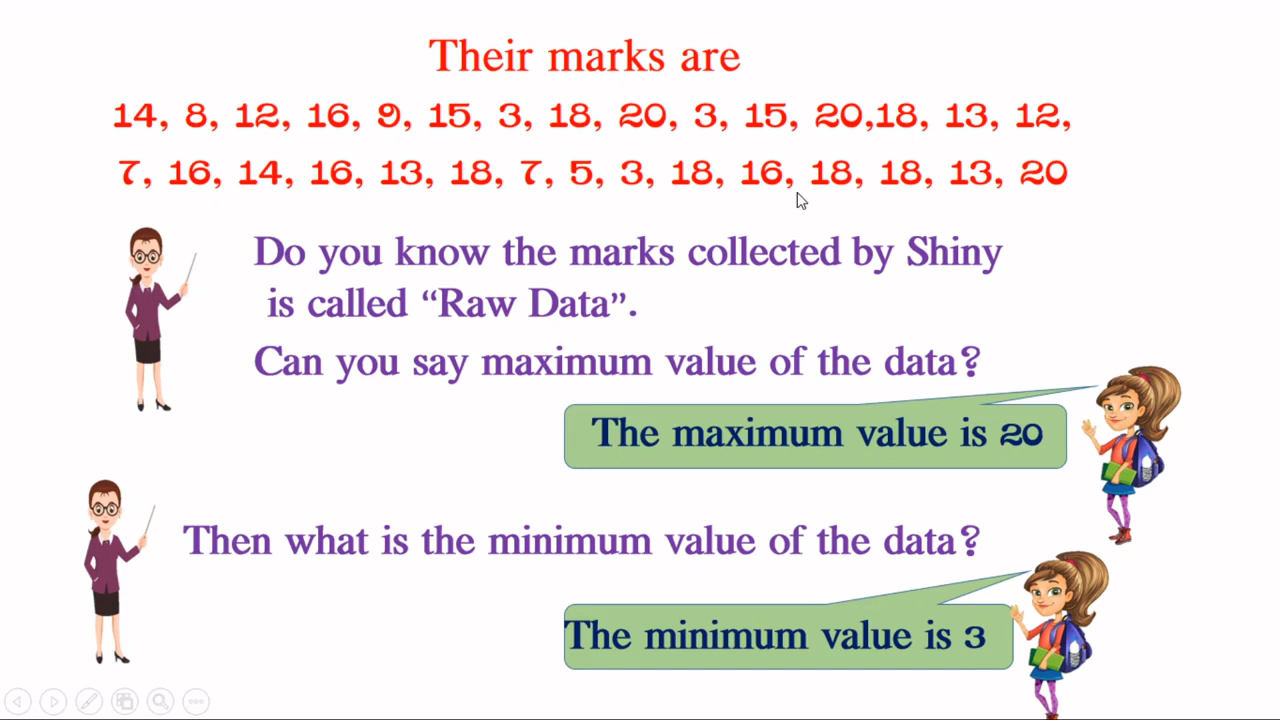 Their marks are
14, 8, 12, 16, 9, 15, 3, 18, 20, 3, 15, 20,18, 13, 12,
7, 16, 14, 16, 13, 18, 7, 5, 3, 18, 16, 18, 18, 13, 20
Do you know the marks collected by Shiny
is called “Raw Data”.
Can you say maximum value of the data?
The maximum value is 20
Then what is the minimum value of the data?
The minimum value is 3